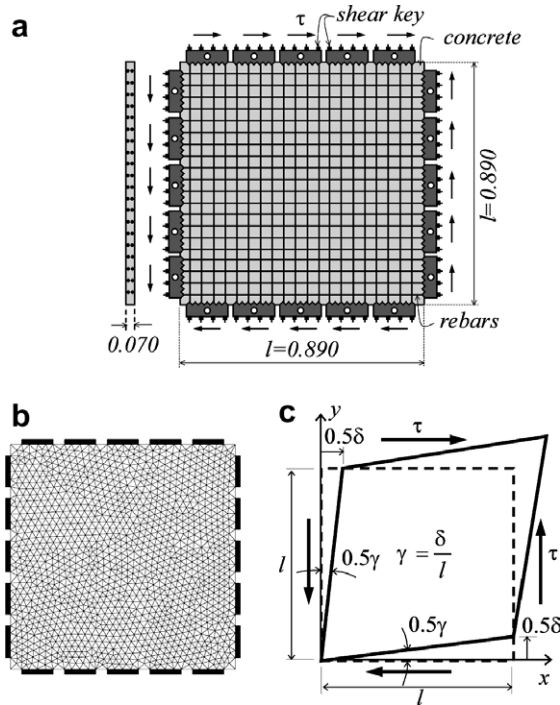 a
τ
shear key
concrete
l=0.890
rebars
0.070
l=0.890
b
c
y
0.5δ
τ
l
0.5γ
γ = δ/l
τ
0.5γ
0.5δ
x
l